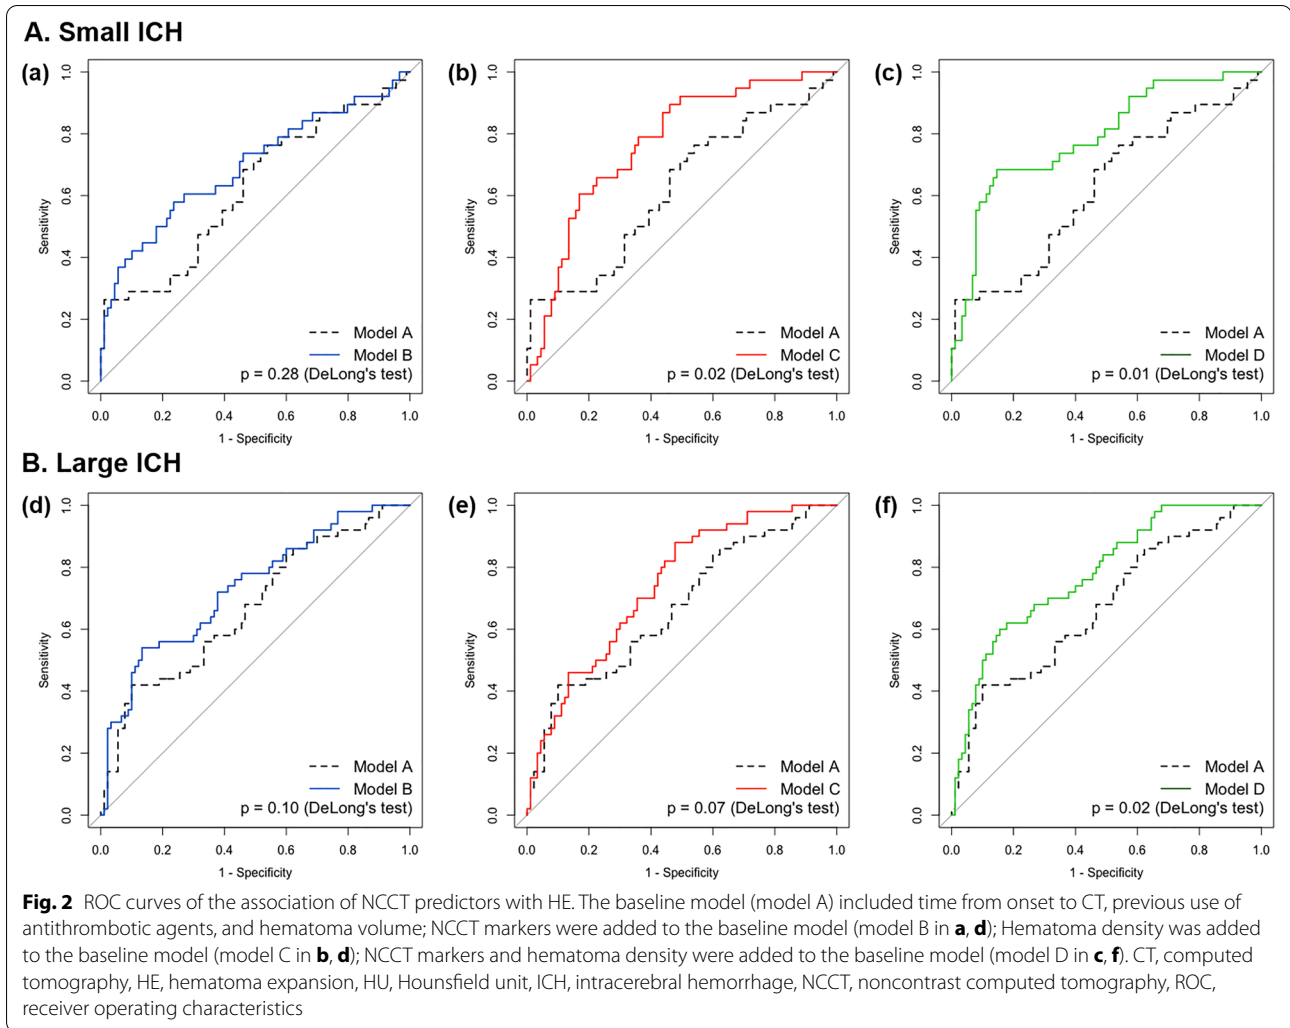 A. Small ICH
(a)
Sensitivity
0.0 0.2 0.4 0.6 0.8 1.0
Model A
Model B
p = 0.28 (DeLong's test)
0.0 0.2 0.4 0.6 0.8 1.0
1 - Specificity
(b)
Sensitivity
0.0 0.2 0.4 0.6 0.8 1.0
Model A
Model C
p = 0.02 (DeLong's test)
0.0 0.2 0.4 0.6 0.8 1.0
1 - Specificity
(c)
Sensitivity
0.0 0.2 0.4 0.6 0.8 1.0
Model A
Model D
p = 0.01 (DeLong's test)
0.0 0.2 0.4 0.6 0.8 1.0
1 - Specificity
B. Large ICH
(d)
Sensitivity
0.0 0.2 0.4 0.6 0.8 1.0
Model A
Model B
p = 0.10 (DeLong's test)
0.0 0.2 0.4 0.6 0.8 1.0
1 - Specificity
(e)
Sensitivity
0.0 0.2 0.4 0.6 0.8 1.0
Model A
Model C
p = 0.07 (DeLong's test)
0.0 0.2 0.4 0.6 0.8 1.0
1 - Specificity
(f)
Sensitivity
0.0 0.2 0.4 0.6 0.8 1.0
Model A
Model D
p = 0.02 (DeLong's test)
0.0 0.2 0.4 0.6 0.8 1.0
1 - Specificity
Fig. 2 ROC curves of the association of NCCT predictors with HE. The baseline model (model A) included time from onset to CT, previous use of
antithrombotic agents, and hematoma volume; NCCT markers were added to the baseline model (model B in a, d); Hematoma density was added
to the baseline model (model C in b, d); NCCT markers and hematoma density were added to the baseline model (model D in c, f). CT, computed
tomography, HE, hematoma expansion, HU, Hounsfield unit, ICH, intracerebral hemorrhage, NCCT, noncontrast computed tomography, ROC,
receiver operating characteristics